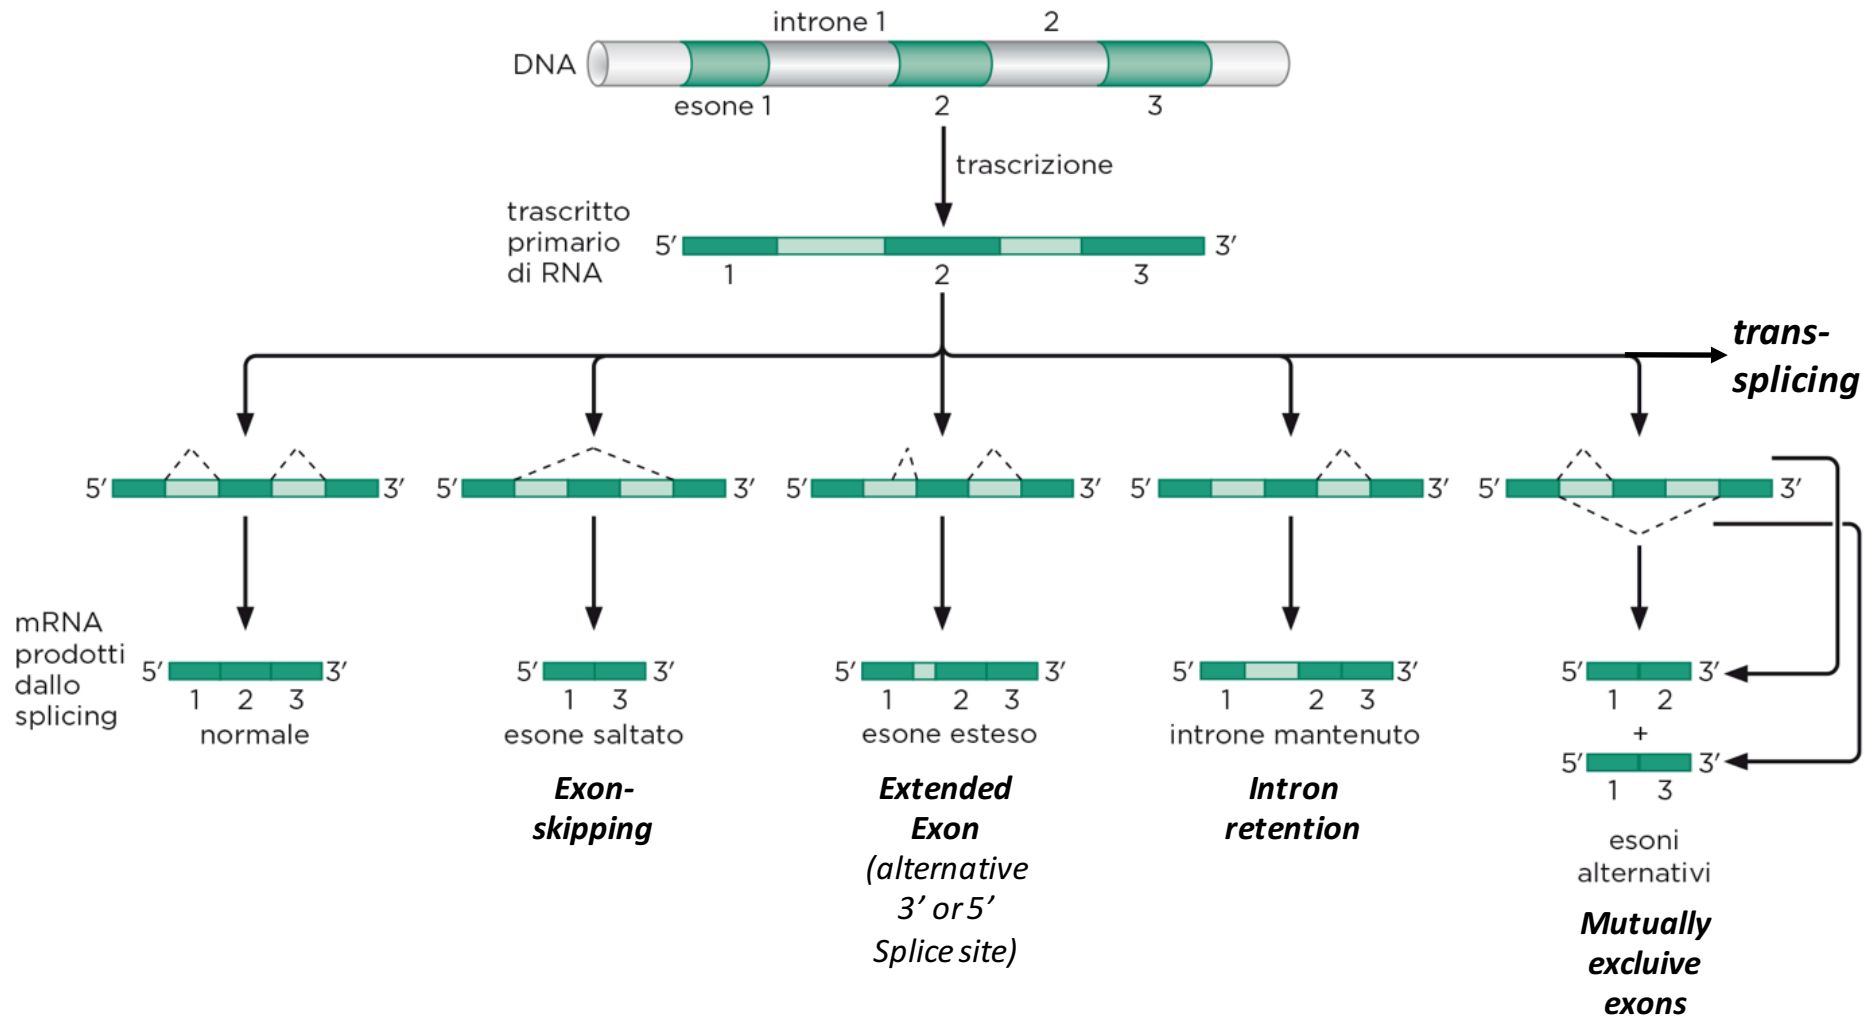 introne 1 2
DNA
esone 1 2 3
trascrizione
trascritto
primario
di RNA
5′ 3′
1 2 3
trans-
splicing
5′ 3′ 5′ 3′ 5′ 3′ 5′ 3′ 5′ 3′
mRNA
prodotti
dallo
splicing
5′ 3′
1 2 3
normale
5′ 3′
1 3
esone saltato
Exon-
skipping
5′ 3′
1 2 3
esone esteso
Extended
Exon
(alternative
3’ or 5’
Splice site)
5′ 3′
1 2 3
introne mantenuto
Intron
retention
5′ 3′
1 2
+
5′ 3′
1 3
esoni
alternativi
Mutually
excluive
exons